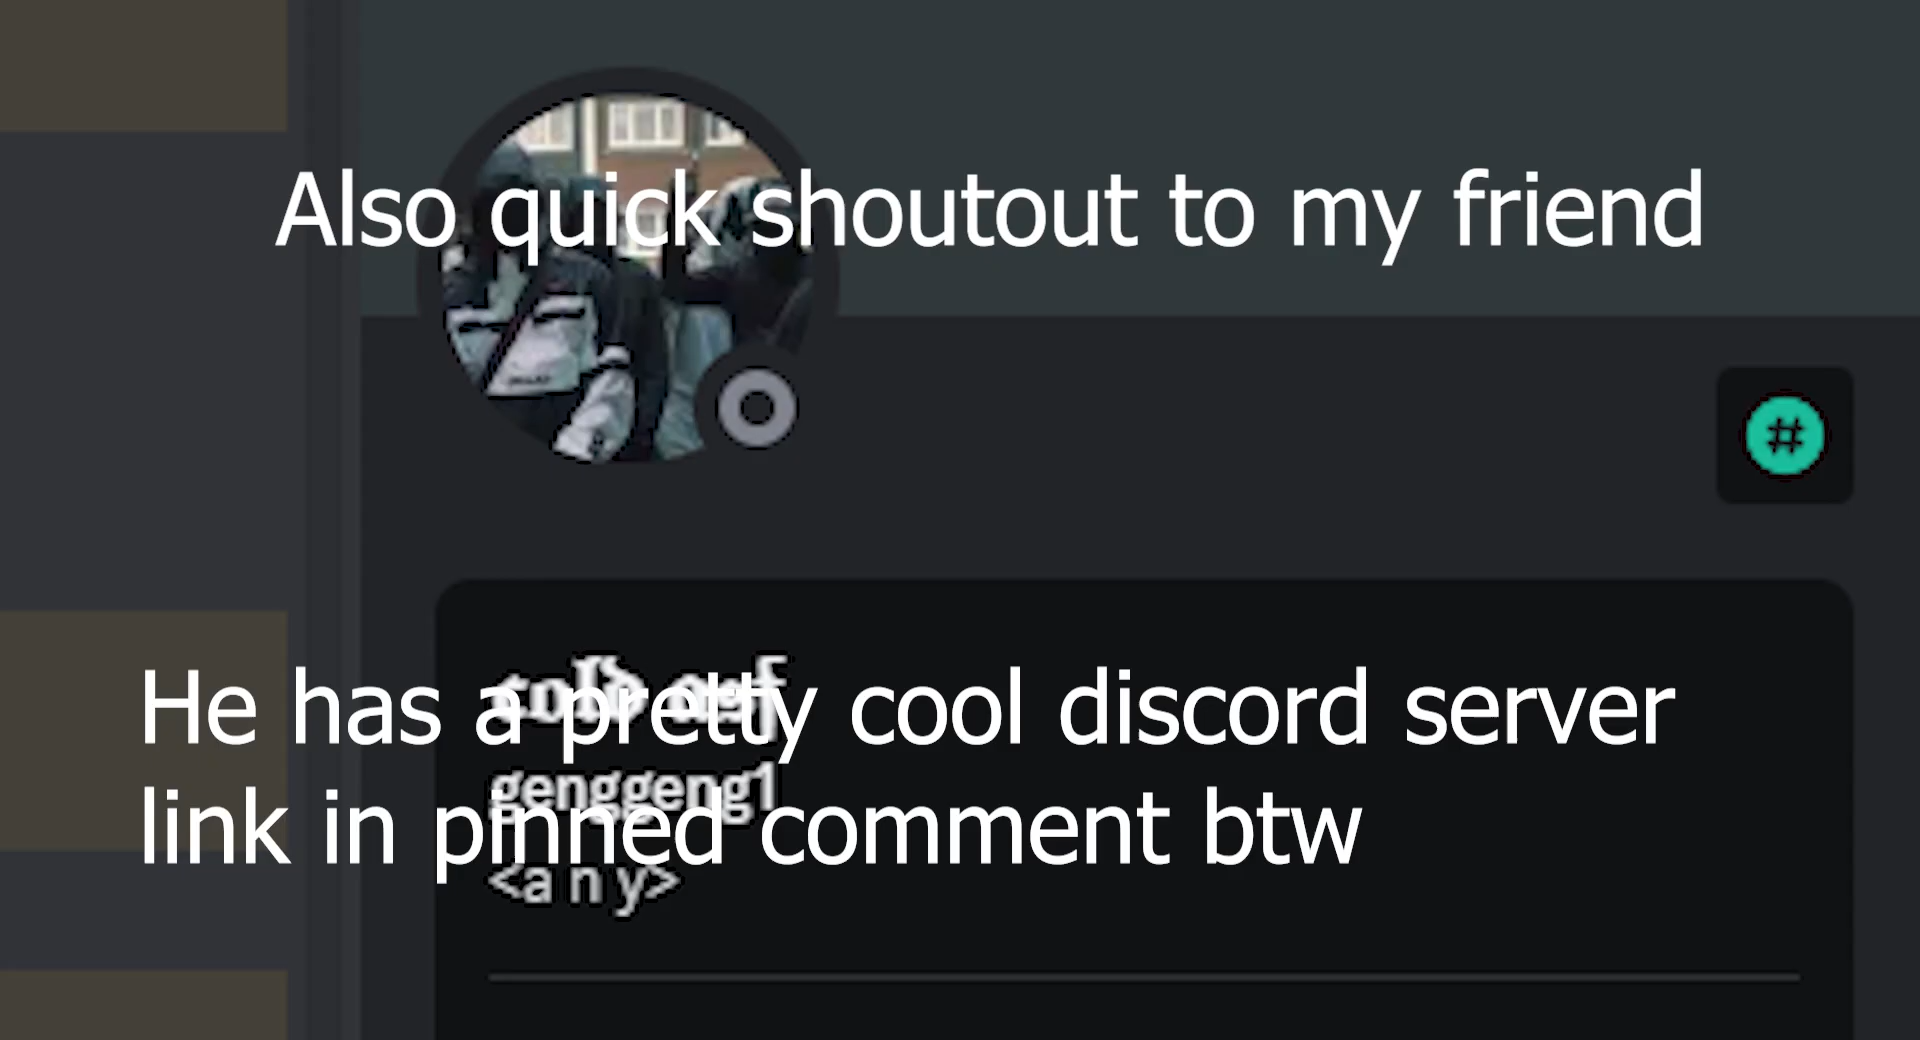 Also quick shoutout to my friend
#
He has a pretty cool discord server
genggeng1
link in pinned comment btw
<a n y>